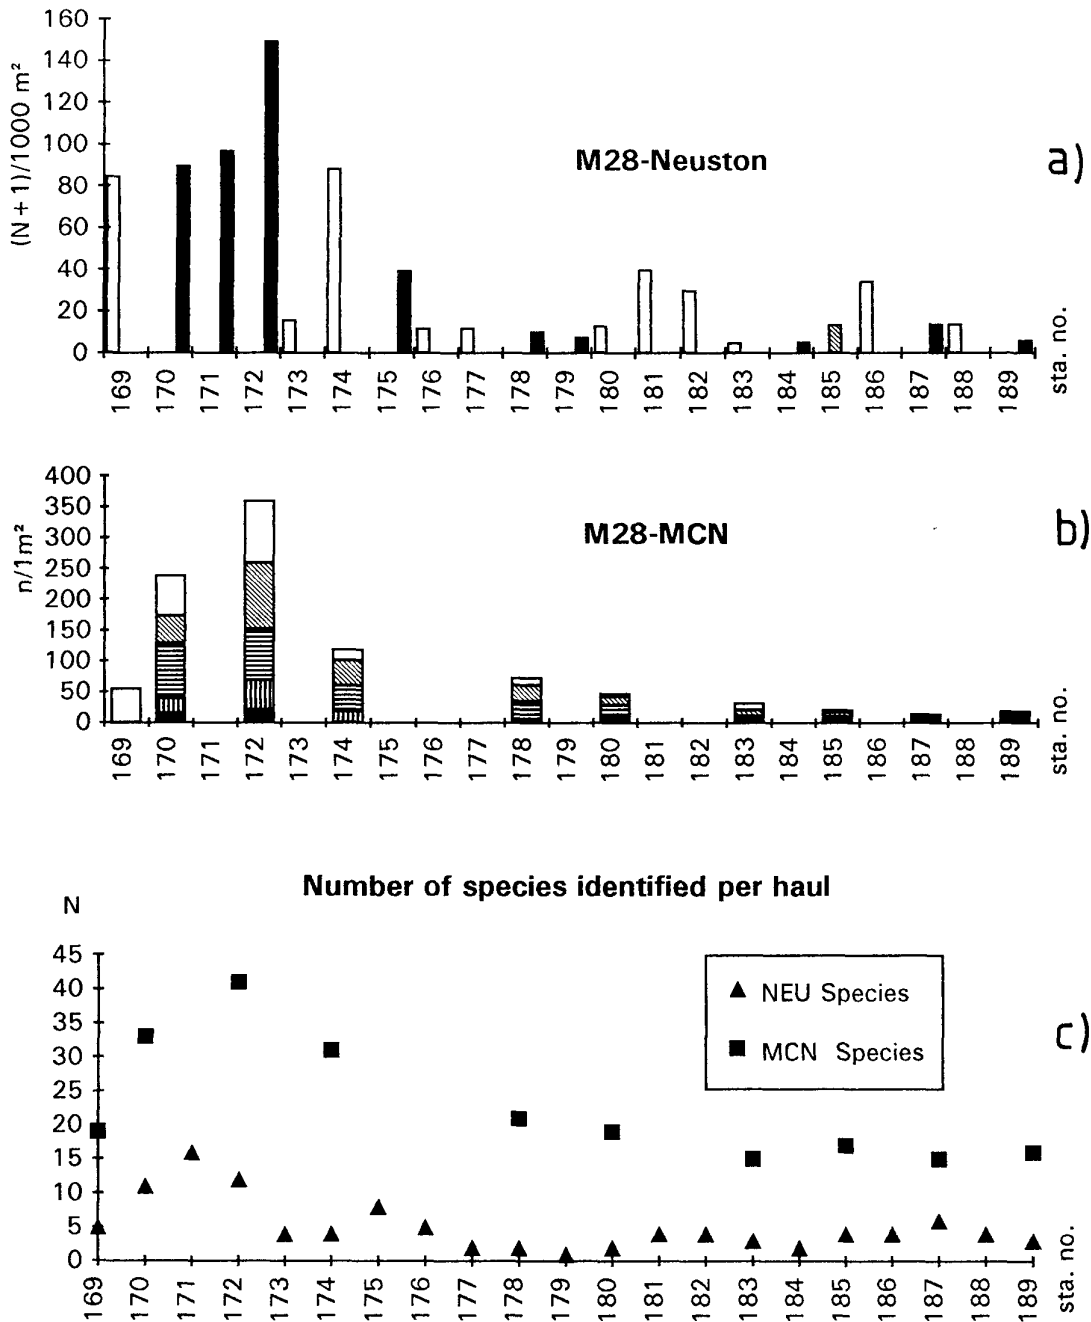 160
140
120
100
80
60
40
20
0
(N + 1)/1000 m²
M28-Neuston
a)
169 170 171 172 173 174 175 176 177 178 179 180 181 182 183 184 185 186 187 188 189 sta. no.
400
350
300
250
200
150
100
50
0
n/1m²
M28-MCN
b)
169 170 171 172 173 174 175 176 177 178 179 180 181 182 183 184 185 186 187 188 189 sta. no.
Number of species identified per haul
N
45
40
35
30
25
20
15
10
5
0
▲ NEU Species
■ MCN Species
c)
169 170 171 172 173 174 175 176 177 178 179 180 181 182 183 184 185 186 187 188 189 sta. no.